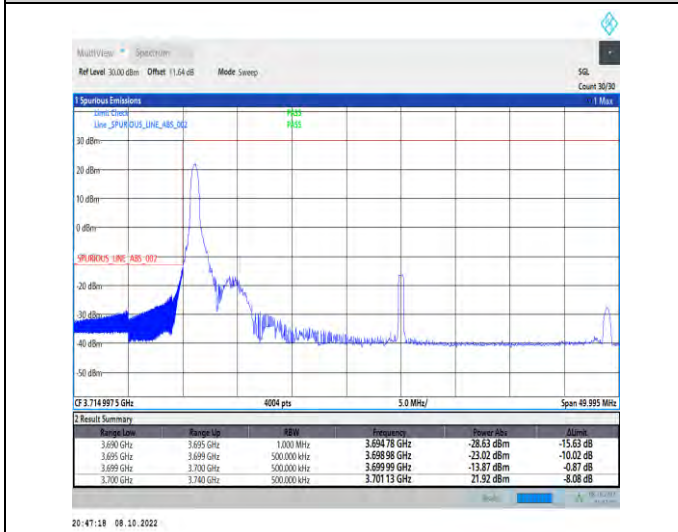 MultiView Spectrum
Ref Level 30.00 dBm Offset 11.64 dB Mode Sweep SGL
Count 30/30
1 Spurious Emissions 1 Max
Limit Check PASS
Line _SPURIOUS_LINE_ABS_002 PASS
30 dBm
20 dBm
10 dBm
0 dBm
_SPURIOUS_LINE_ABS_002
-20 dBm
-30 dBm
-40 dBm
-50 dBm
CF 3.714 997 5 GHz 4004 pts 5.0 MHz/ Span 49.995 MHz
2 Result Summary
Range Low Range Up RBW Frequency Power Abs ΔLimit
3.690 GHz 3.695 GHz 1.000 MHz 3.694 78 GHz -28.63 dBm -15.63 dB
3.695 GHz 3.699 GHz 500.000 kHz 3.698 98 GHz -23.02 dBm -10.02 dB
3.699 GHz 3.700 GHz 500.000 kHz 3.699 99 GHz -13.87 dBm -0.87 dB
3.700 GHz 3.740 GHz 500.000 kHz 3.701 13 GHz 21.92 dBm -8.08 dB
20:47:18 08.10.2022